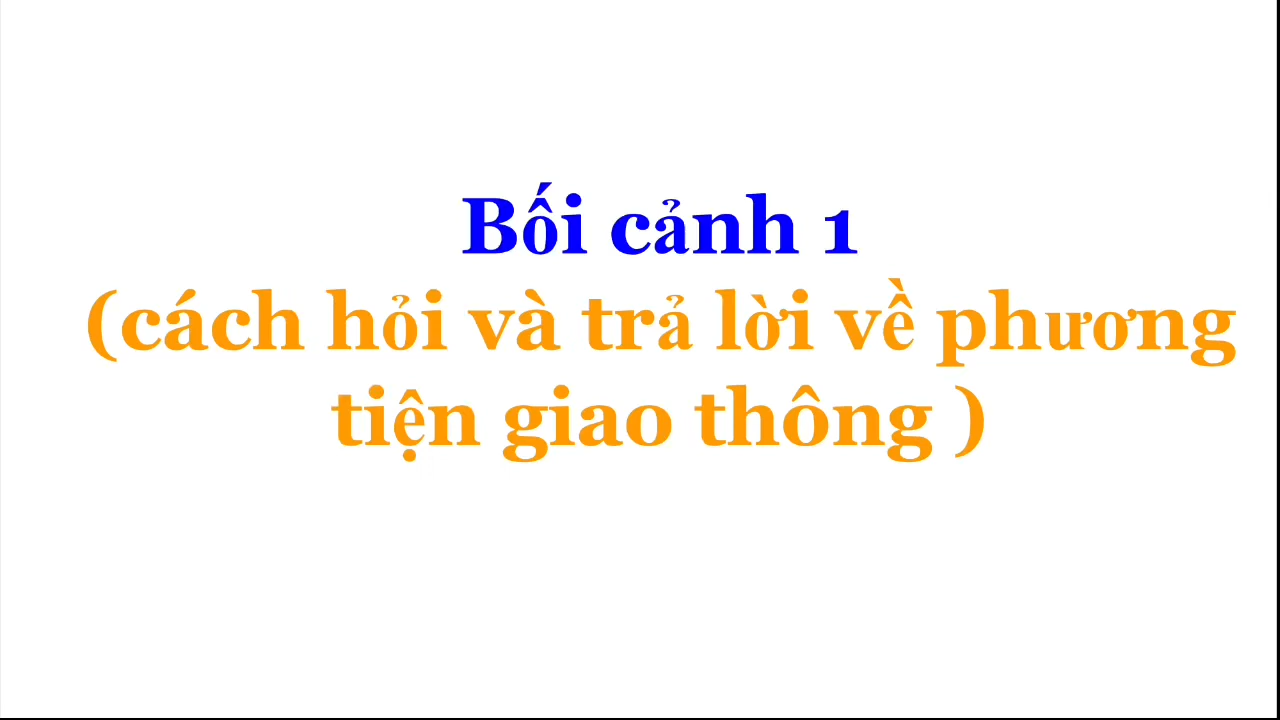 Bối cảnh 1
(cách hỏi và trả lời về phương
tiện giao thông )